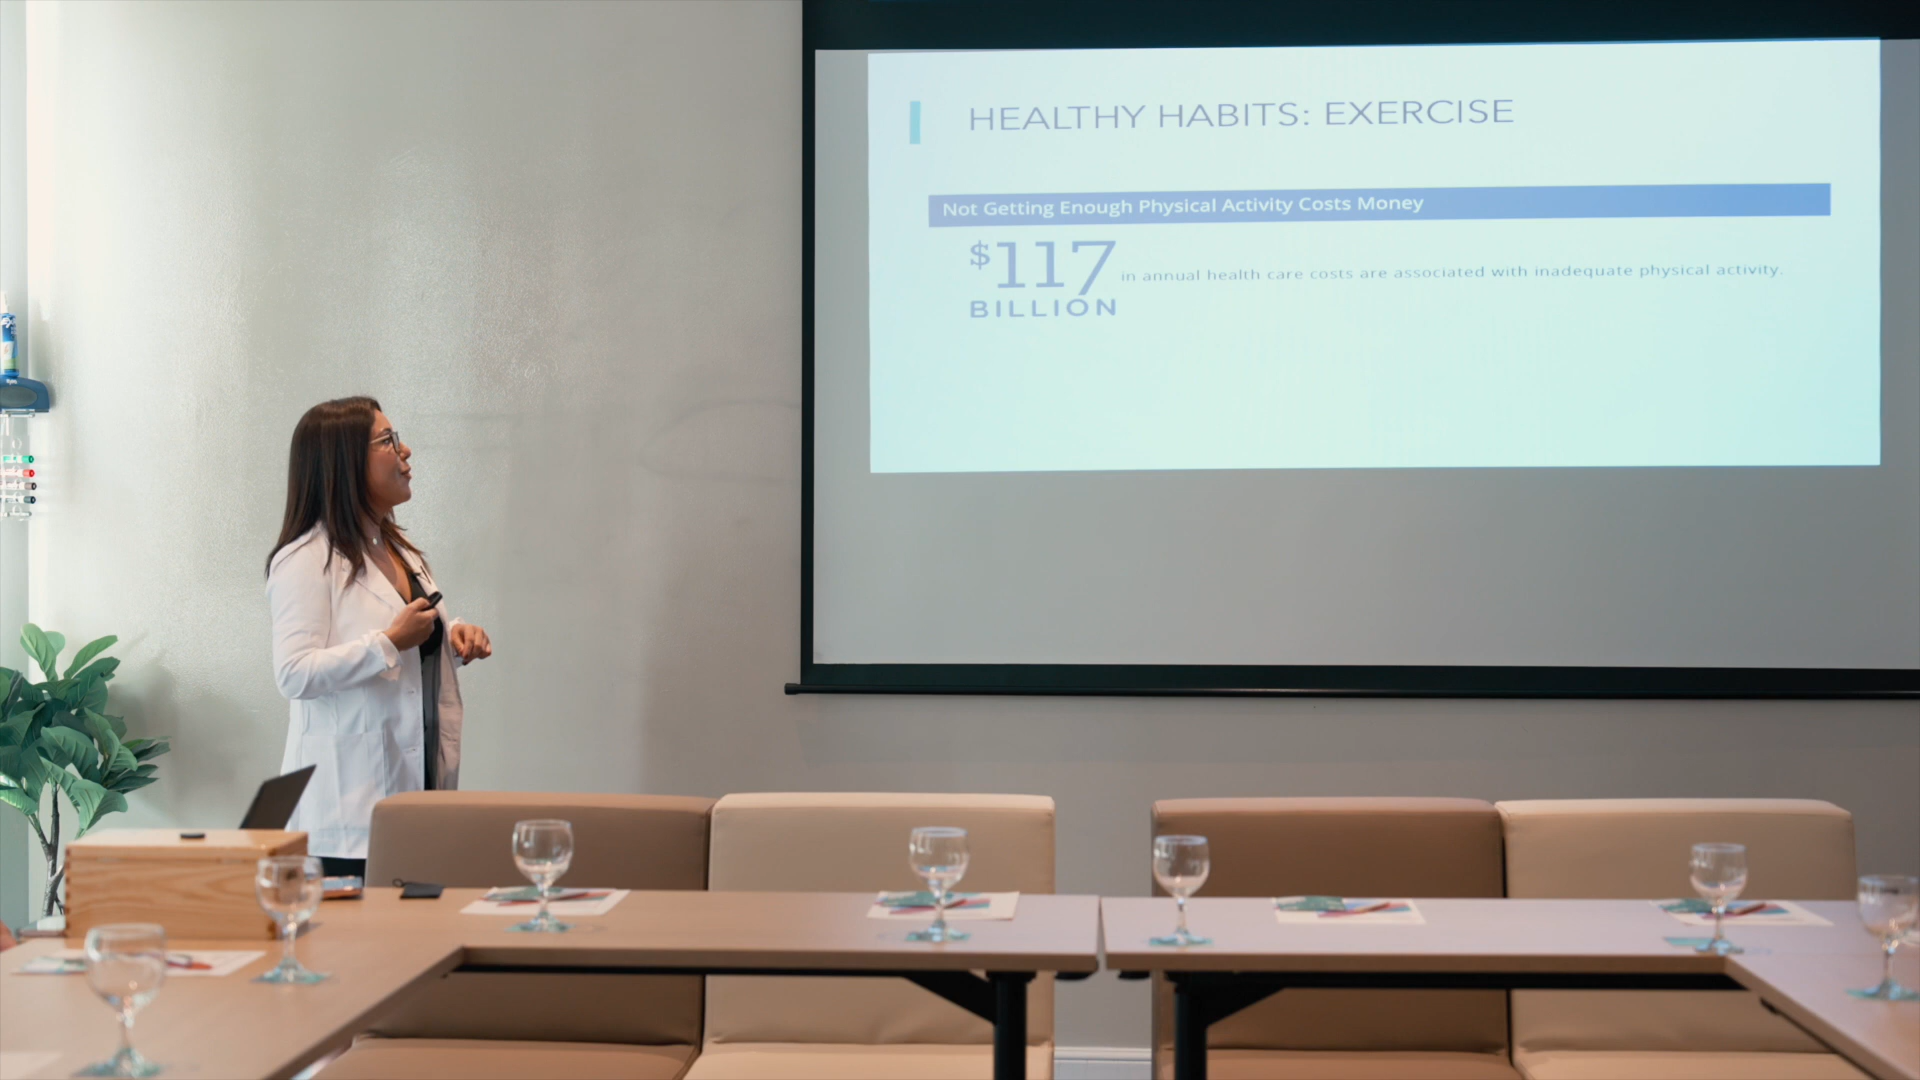 HEALTHY HABITS: EXERCISE
Not Getting Enough Physical Activity Costs Money
$117 in annual health care costs are associated with inadequate physical activity.
BILLION